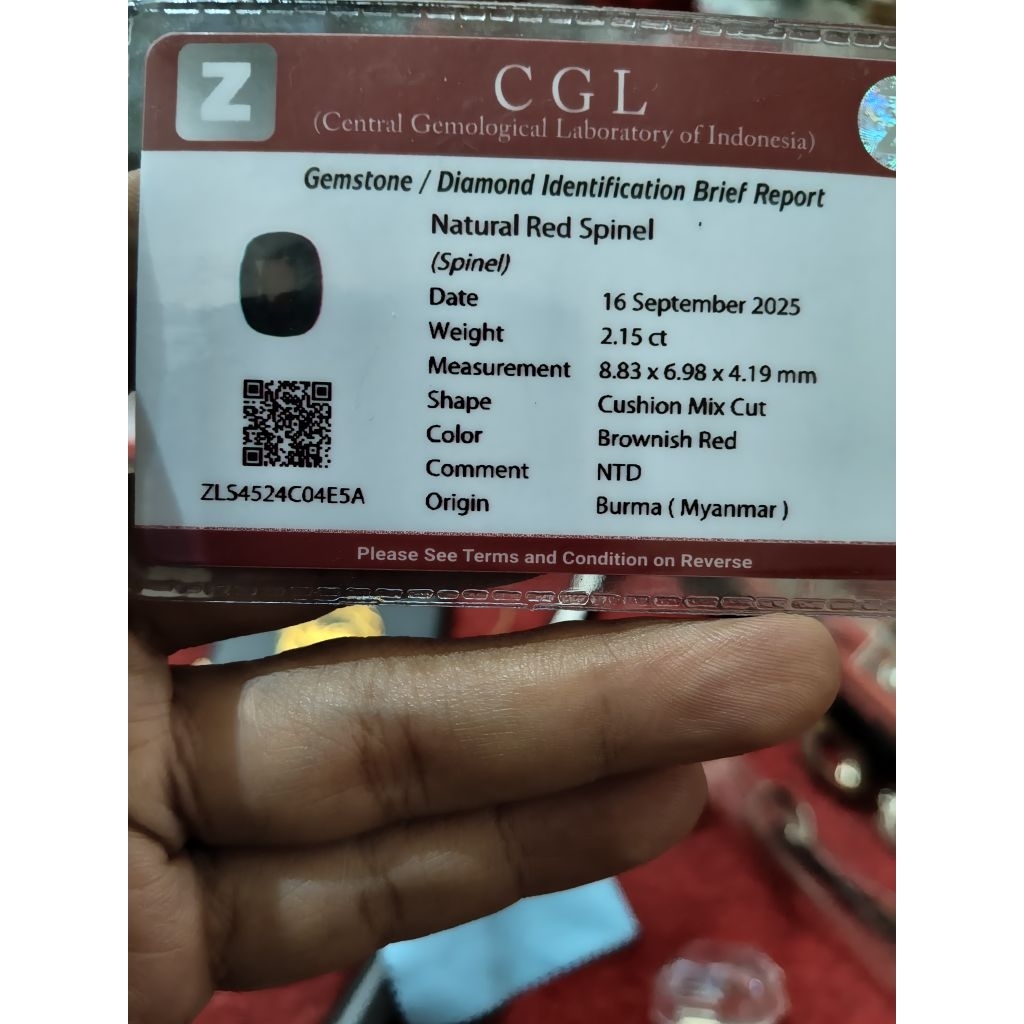 Z
C G L
(Central Gemological Laboratory of Indonesia)
Gemstone / Diamond Identification Brief Report
Natural Red Spinel
(Spinel)
Date 16 September 2025
Weight 2.15 ct
Measurement 8.83 x 6.98 x 4.19 mm
Shape Cushion Mix Cut
Color Brownish Red
Comment NTD
Origin Burma ( Myanmar )
ZLS4524C04E5A
Please See Terms and Condition on Reverse